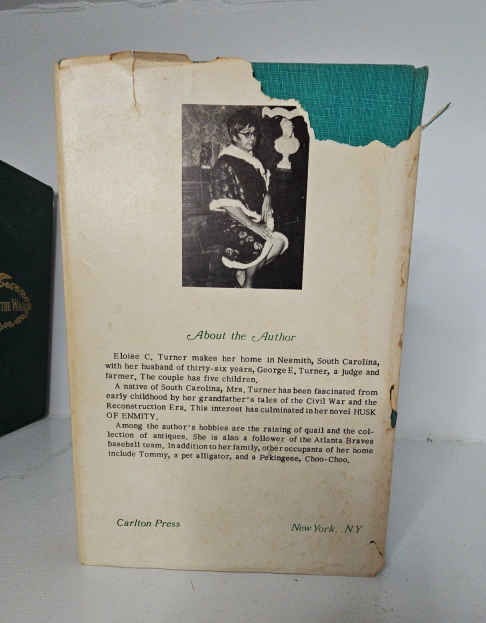 THE WAR
About the Author
Eloise C. Turner makes her home in Nesmith, South Carolina,
with her husband of thirty-six years, George E. Turner, a judge and
farmer. The couple has five children.
A native of South Carolina, Mrs. Turner has been fascinated from
early childhood by her grandfather's tales of the Civil War and the
Reconstruction Era. This interest has culminated in her novel HUSK
OF ENMITY.
Among the author's hobbies are the raising of quail and the col-
lection of antiques. She is also a follower of the Atlanta Braves
baseball team. In addition to her family, other occupants of her home
include Tommy, a pet alligator, and a Pekingese, Choo-Choo.
Carlton Press
New York, N.Y